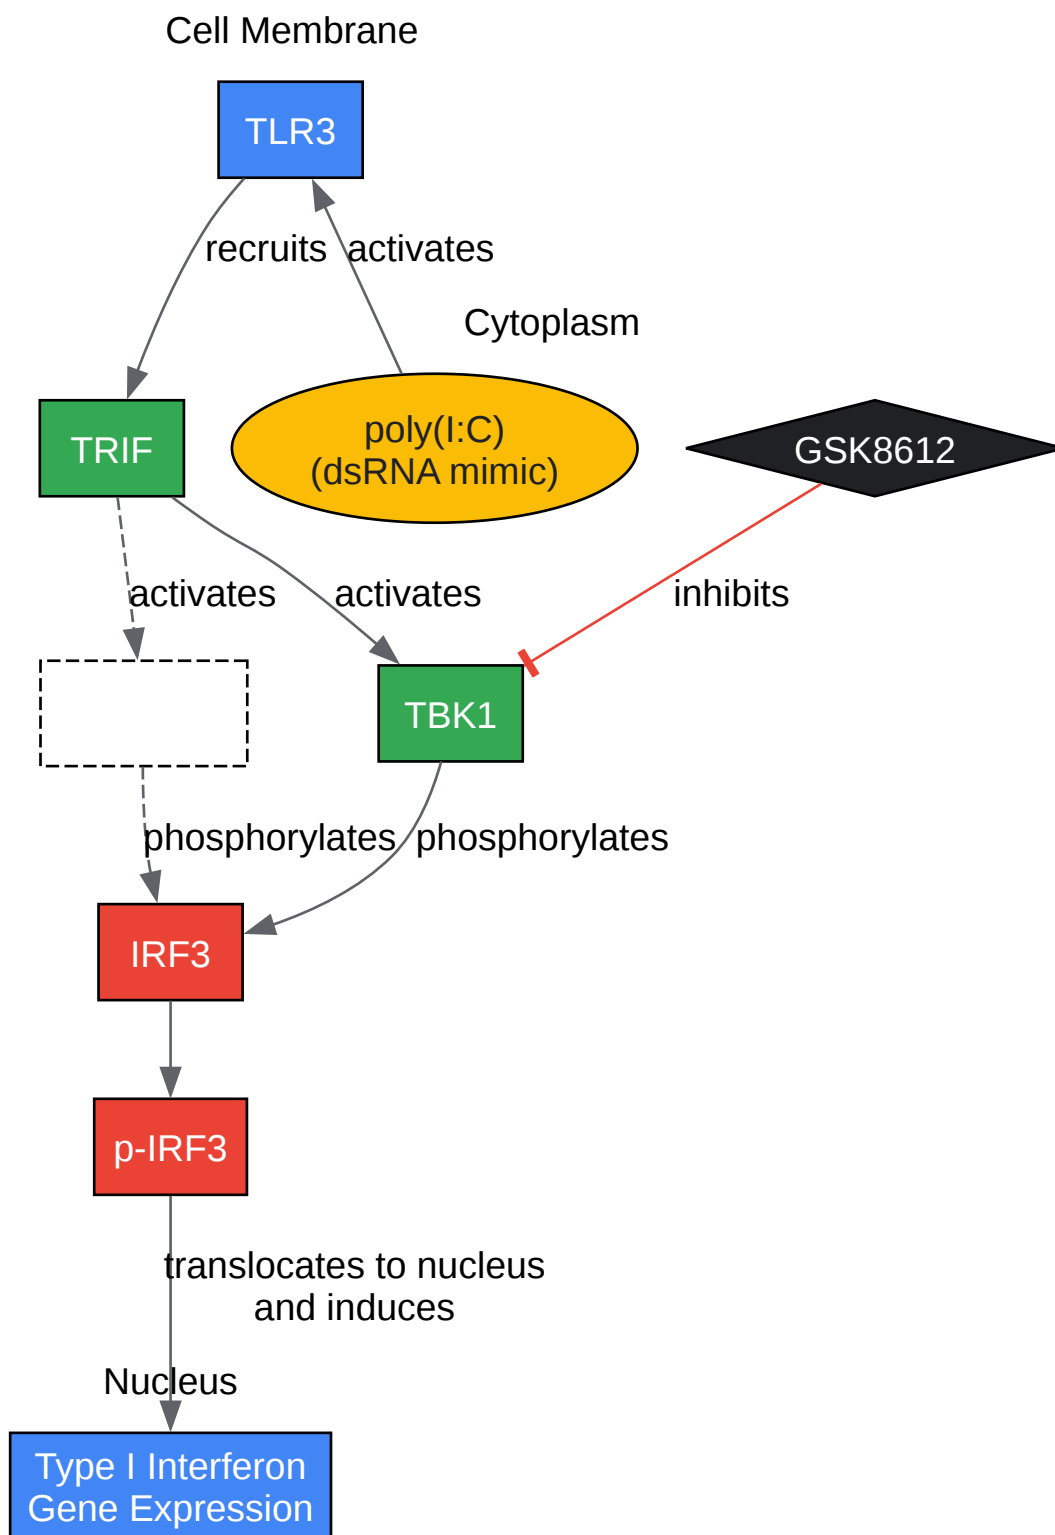 Cell Membrane
TLR3
recruits
activates
Cytoplasm
TRIF
poly(I:C)
(dsRNA mimic)
GSK8612
activates
activates
inhibits
TBK1
phosphorylates
phosphorylates
IRF3
p-IRF3
translocates to nucleus
and induces
Nucleus
Type I Interferon
Gene Expression